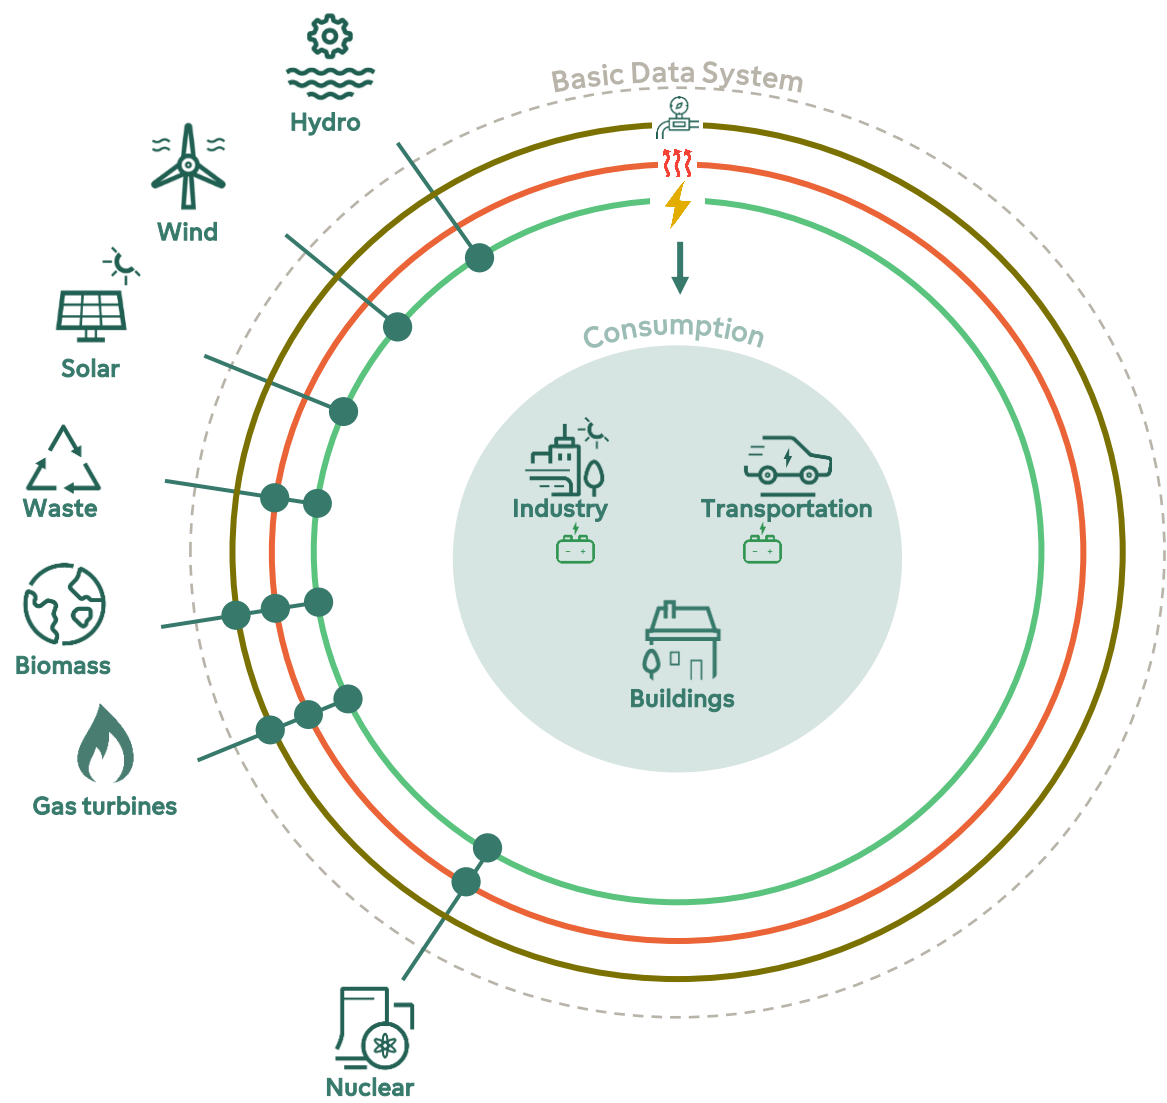 Basic Data System
Hydro
Wind
Solar
Waste
Biomass
Gas turbines
Nuclear
Consumption
Industry
Transportation
Buildings